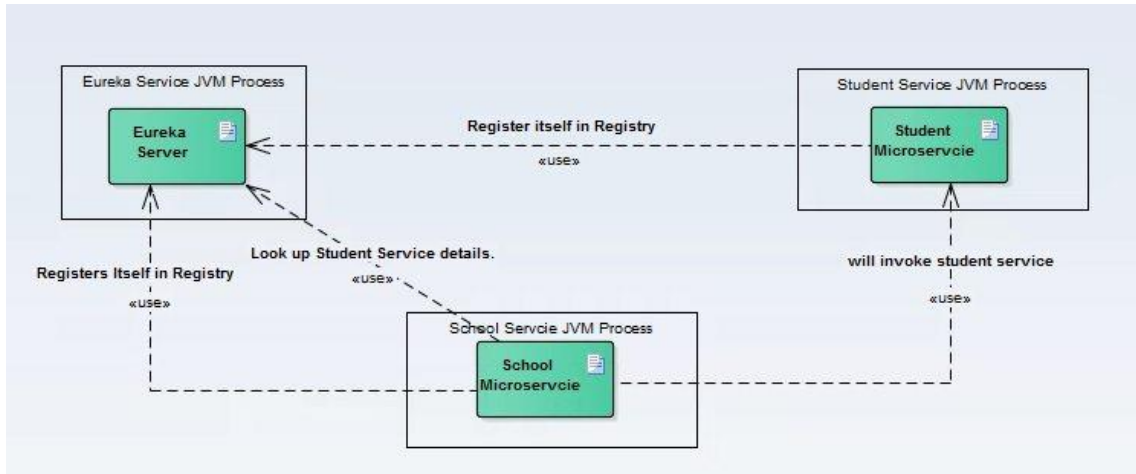 Eureka Service JVM Process
Eureka
Server
Student Service JVM Process
Student
Microservcie
Register itself in Registry
«use»
Look up Student Service details.
«use»
Registers Itself in Registry
«use»
will invoke student service
«use»
School Servcie JVM Process
School
Microservcie